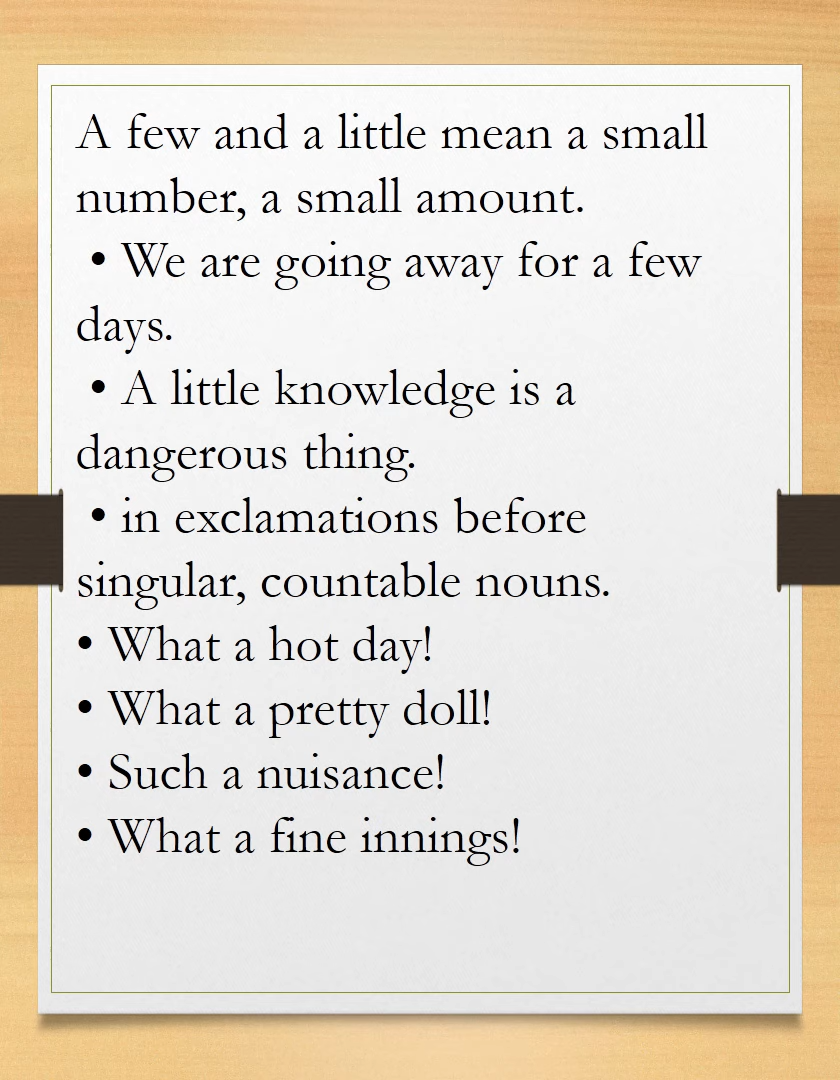 A few and a little mean a small
number, a small amount.
• We are going away for a few
days.
• A little knowledge is a
dangerous thing.
• in exclamations before
singular, countable nouns.
• What a hot day!
• What a pretty doll!
• Such a nuisance!
• What a fine innings!